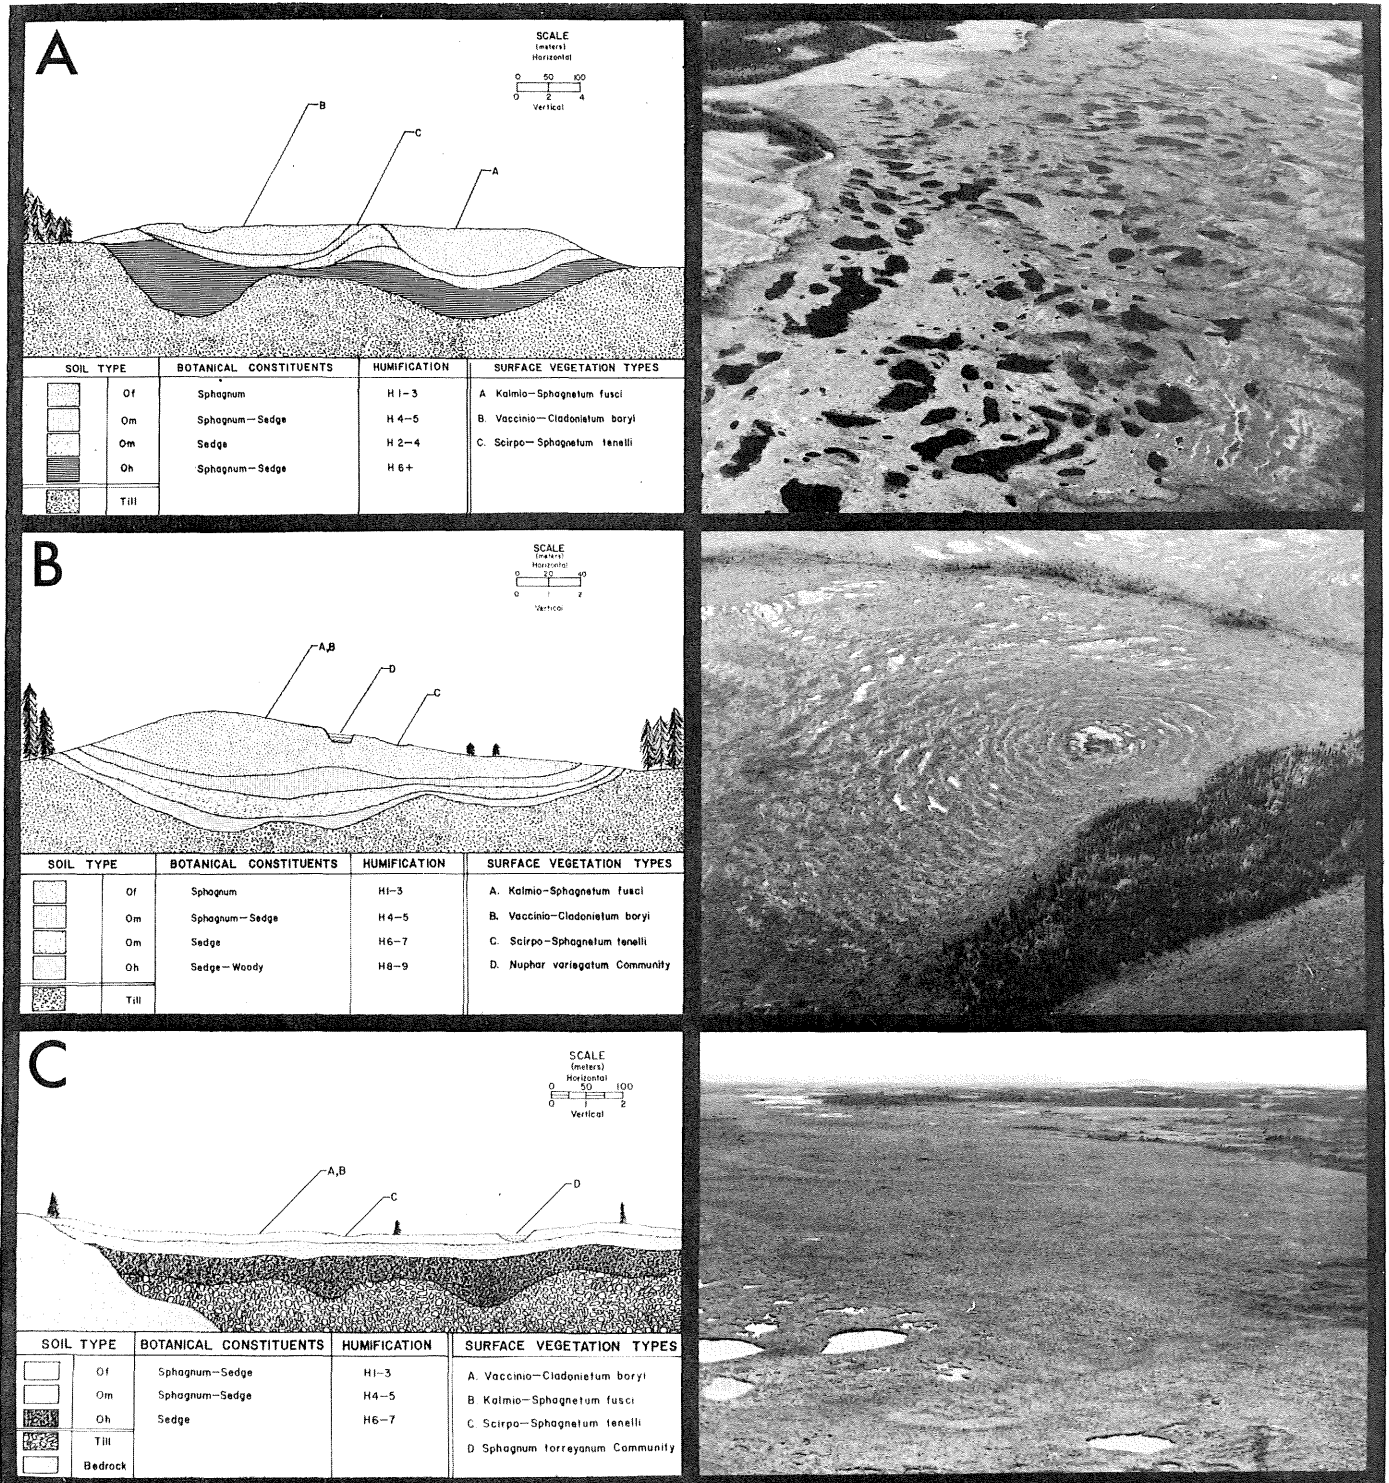 A
SCALE
(meters)
Horizontal
0 50 100
0 2 4
Vertical
B
C
A
SOIL TYPE BOTANICAL CONSTITUENTS HUMIFICATION SURFACE VEGETATION TYPES
Of Sphagnum H 1-3 A Kalmio-Sphagnetum fusci
Om Sphagnum-Sedge H 4-5 B. Vaccinio-Cladonietum boryi
Om Sedge H 2-4 C. Scirpo-Sphagnetum tenelli
Oh Sphagnum-Sedge H 6+
Till
B
SCALE
(meters)
Horizontal
0 20 40
0 1 2
Vertical
A,B
D
C
SOIL TYPE BOTANICAL CONSTITUENTS HUMIFICATION SURFACE VEGETATION TYPES
Of Sphagnum H1-3 A. Kalmio-Sphagnetum fusci
Om Sphagnum-Sedge H4-5 B. Vaccinio-Cladonietum boryi
Om Sedge H6-7 C. Scirpo-Sphagnetum tenelli
Oh Sedge-Woody H8-9 D. Nuphar variegatum Community
Till
C
SCALE
(meters)
Horizontal
0 50 100
0 1 2
Vertical
A,B
C
D
SOIL TYPE BOTANICAL CONSTITUENTS HUMIFICATION SURFACE VEGETATION TYPES
Of Sphagnum-Sedge H1-3 A. Vaccinio-Cladonietum boryi
Om Sphagnum-Sedge H4-5 B Kalmio-Sphagnetum fusci
Oh Sedge H6-7 C Scirpo-Sphagnetum tenelli
Till D Sphagnum torreyanum Community
Bedrock